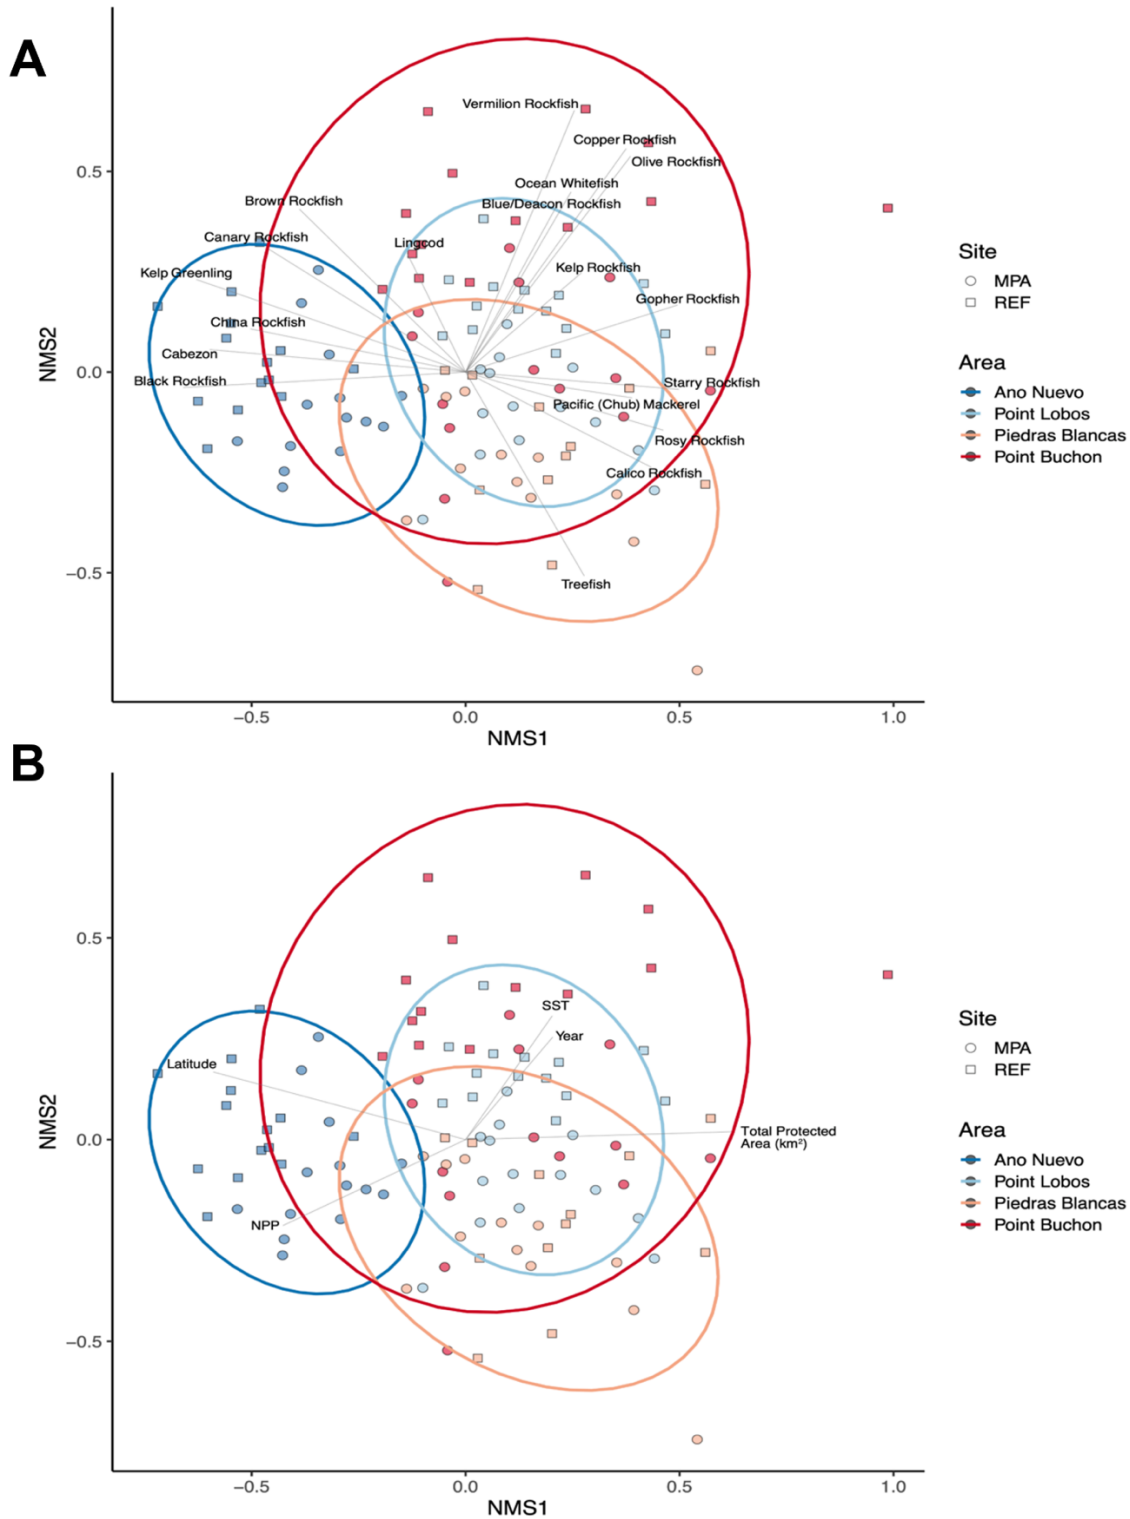 A
Vermilion Rockfish
Copper Rockfish
Olive Rockfish
0.5
Ocean Whitefish
Brown Rockfish
Blue/Deacon Rockfish
Canary Rockfish
Lingcod
Site
Kelp Greenling
Kelp Rockfish
MPA
Gopher Rockfish
REF
China Rockfish
NMS2
Cabezon
Area
0.0
Black Rockfish
Starry Rockfish
Ano Nuevo
Pacific (Chub) Mackerel
Point Lobos
Rosy Rockfish
Piedras Blancas
Calico Rockfish
Point Buchon
−0.5
Treefish
−0.5
0.0
0.5
1.0
NMS1
B
0.5
SST
Site
Year
MPA
Latitude
REF
NMS2
Total Protected
Area (km²)
0.0
Area
Ano Nuevo
Point Lobos
Piedras Blancas
NPP
Point Buchon
−0.5
−0.5
0.0
0.5
1.0
NMS1